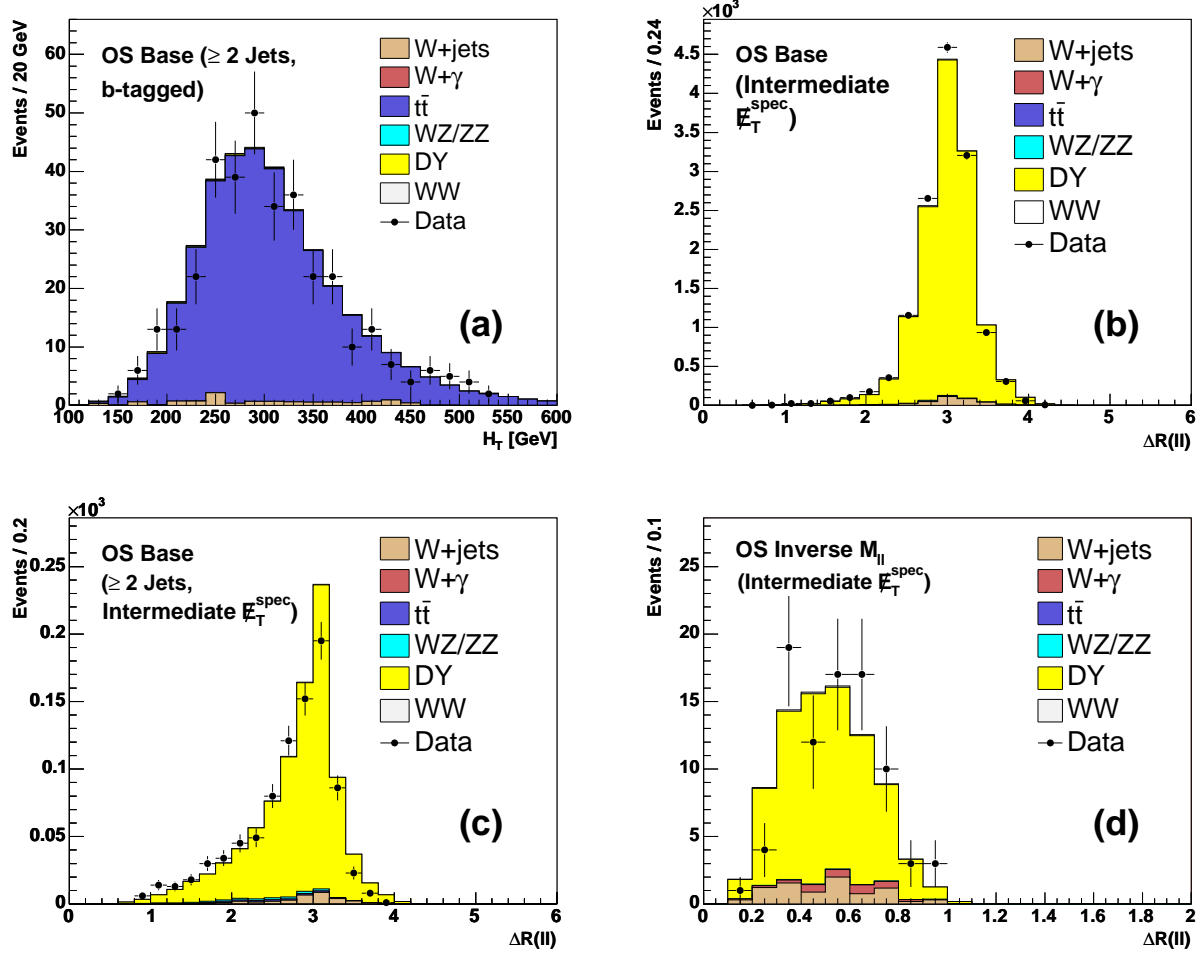 Events / 20 GeV
60
50
40
30
20
10
0
OS Base (≥ 2 Jets,
b-tagged)
W+jets
W+γ
tt̄
WZ/ZZ
DY
WW
Data
(a)
100 150 200 250 300 350 400 450 500 550 600
H_T [GeV]
×10³
Events / 0.24
4.5
4
3.5
3
2.5
2
1.5
1
0.5
0
OS Base
(Intermediate
E̸_T^spec)
W+jets
W+γ
tt̄
WZ/ZZ
DY
WW
Data
(b)
0 1 2 3 4 5 6
ΔR(ll)
×10³
Events / 0.2
0.25
0.2
0.15
0.1
0.05
0
OS Base
(≥ 2 Jets,
Intermediate E̸_T^spec)
W+jets
W+γ
tt̄
WZ/ZZ
DY
WW
Data
(c)
0 1 2 3 4 5 6
ΔR(ll)
Events / 0.1
25
20
15
10
5
0
OS Inverse M_ll
(Intermediate E̸_T^spec)
W+jets
W+γ
tt̄
WZ/ZZ
DY
WW
Data
(d)
0 0.2 0.4 0.6 0.8 1 1.2 1.4 1.6 1.8 2
ΔR(ll)